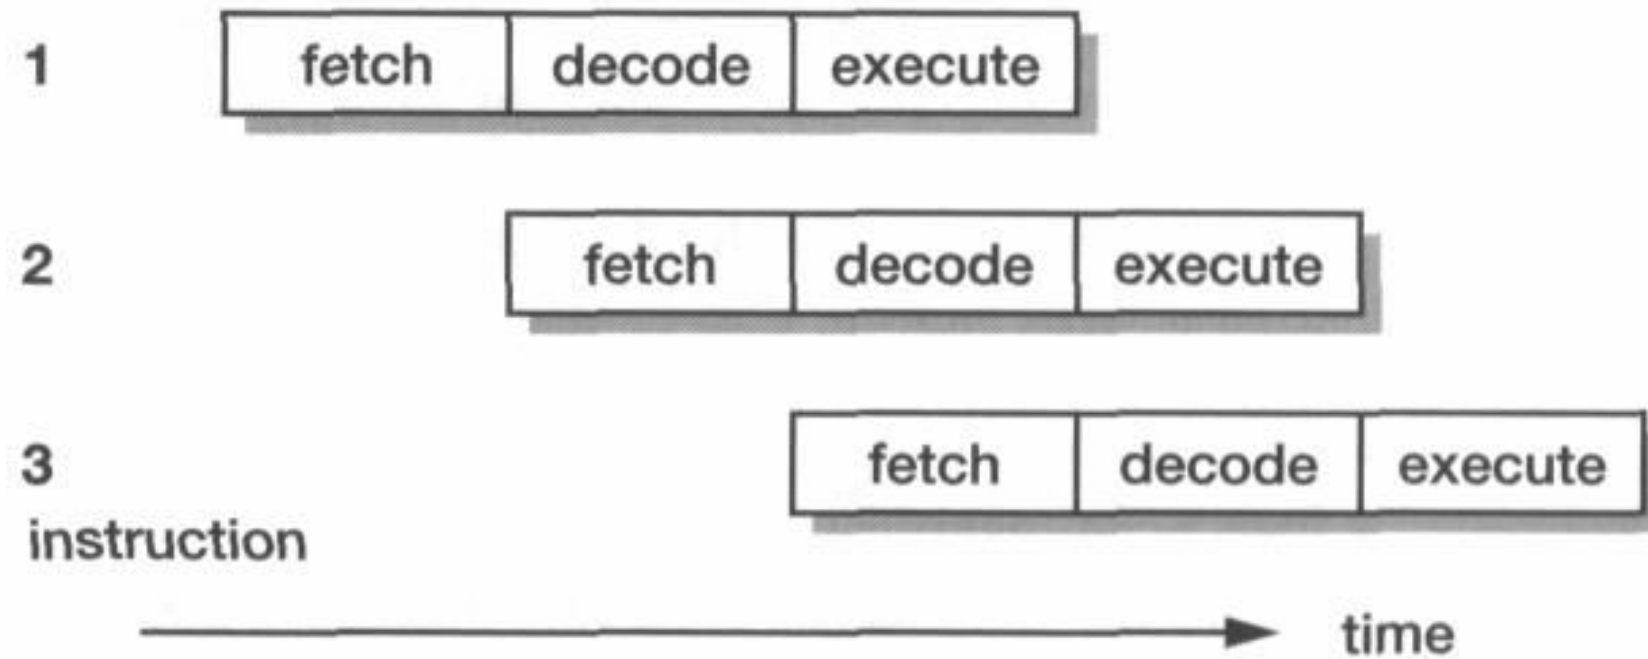 1 fetch decode execute
2 fetch decode execute
3 fetch decode execute
instruction
time